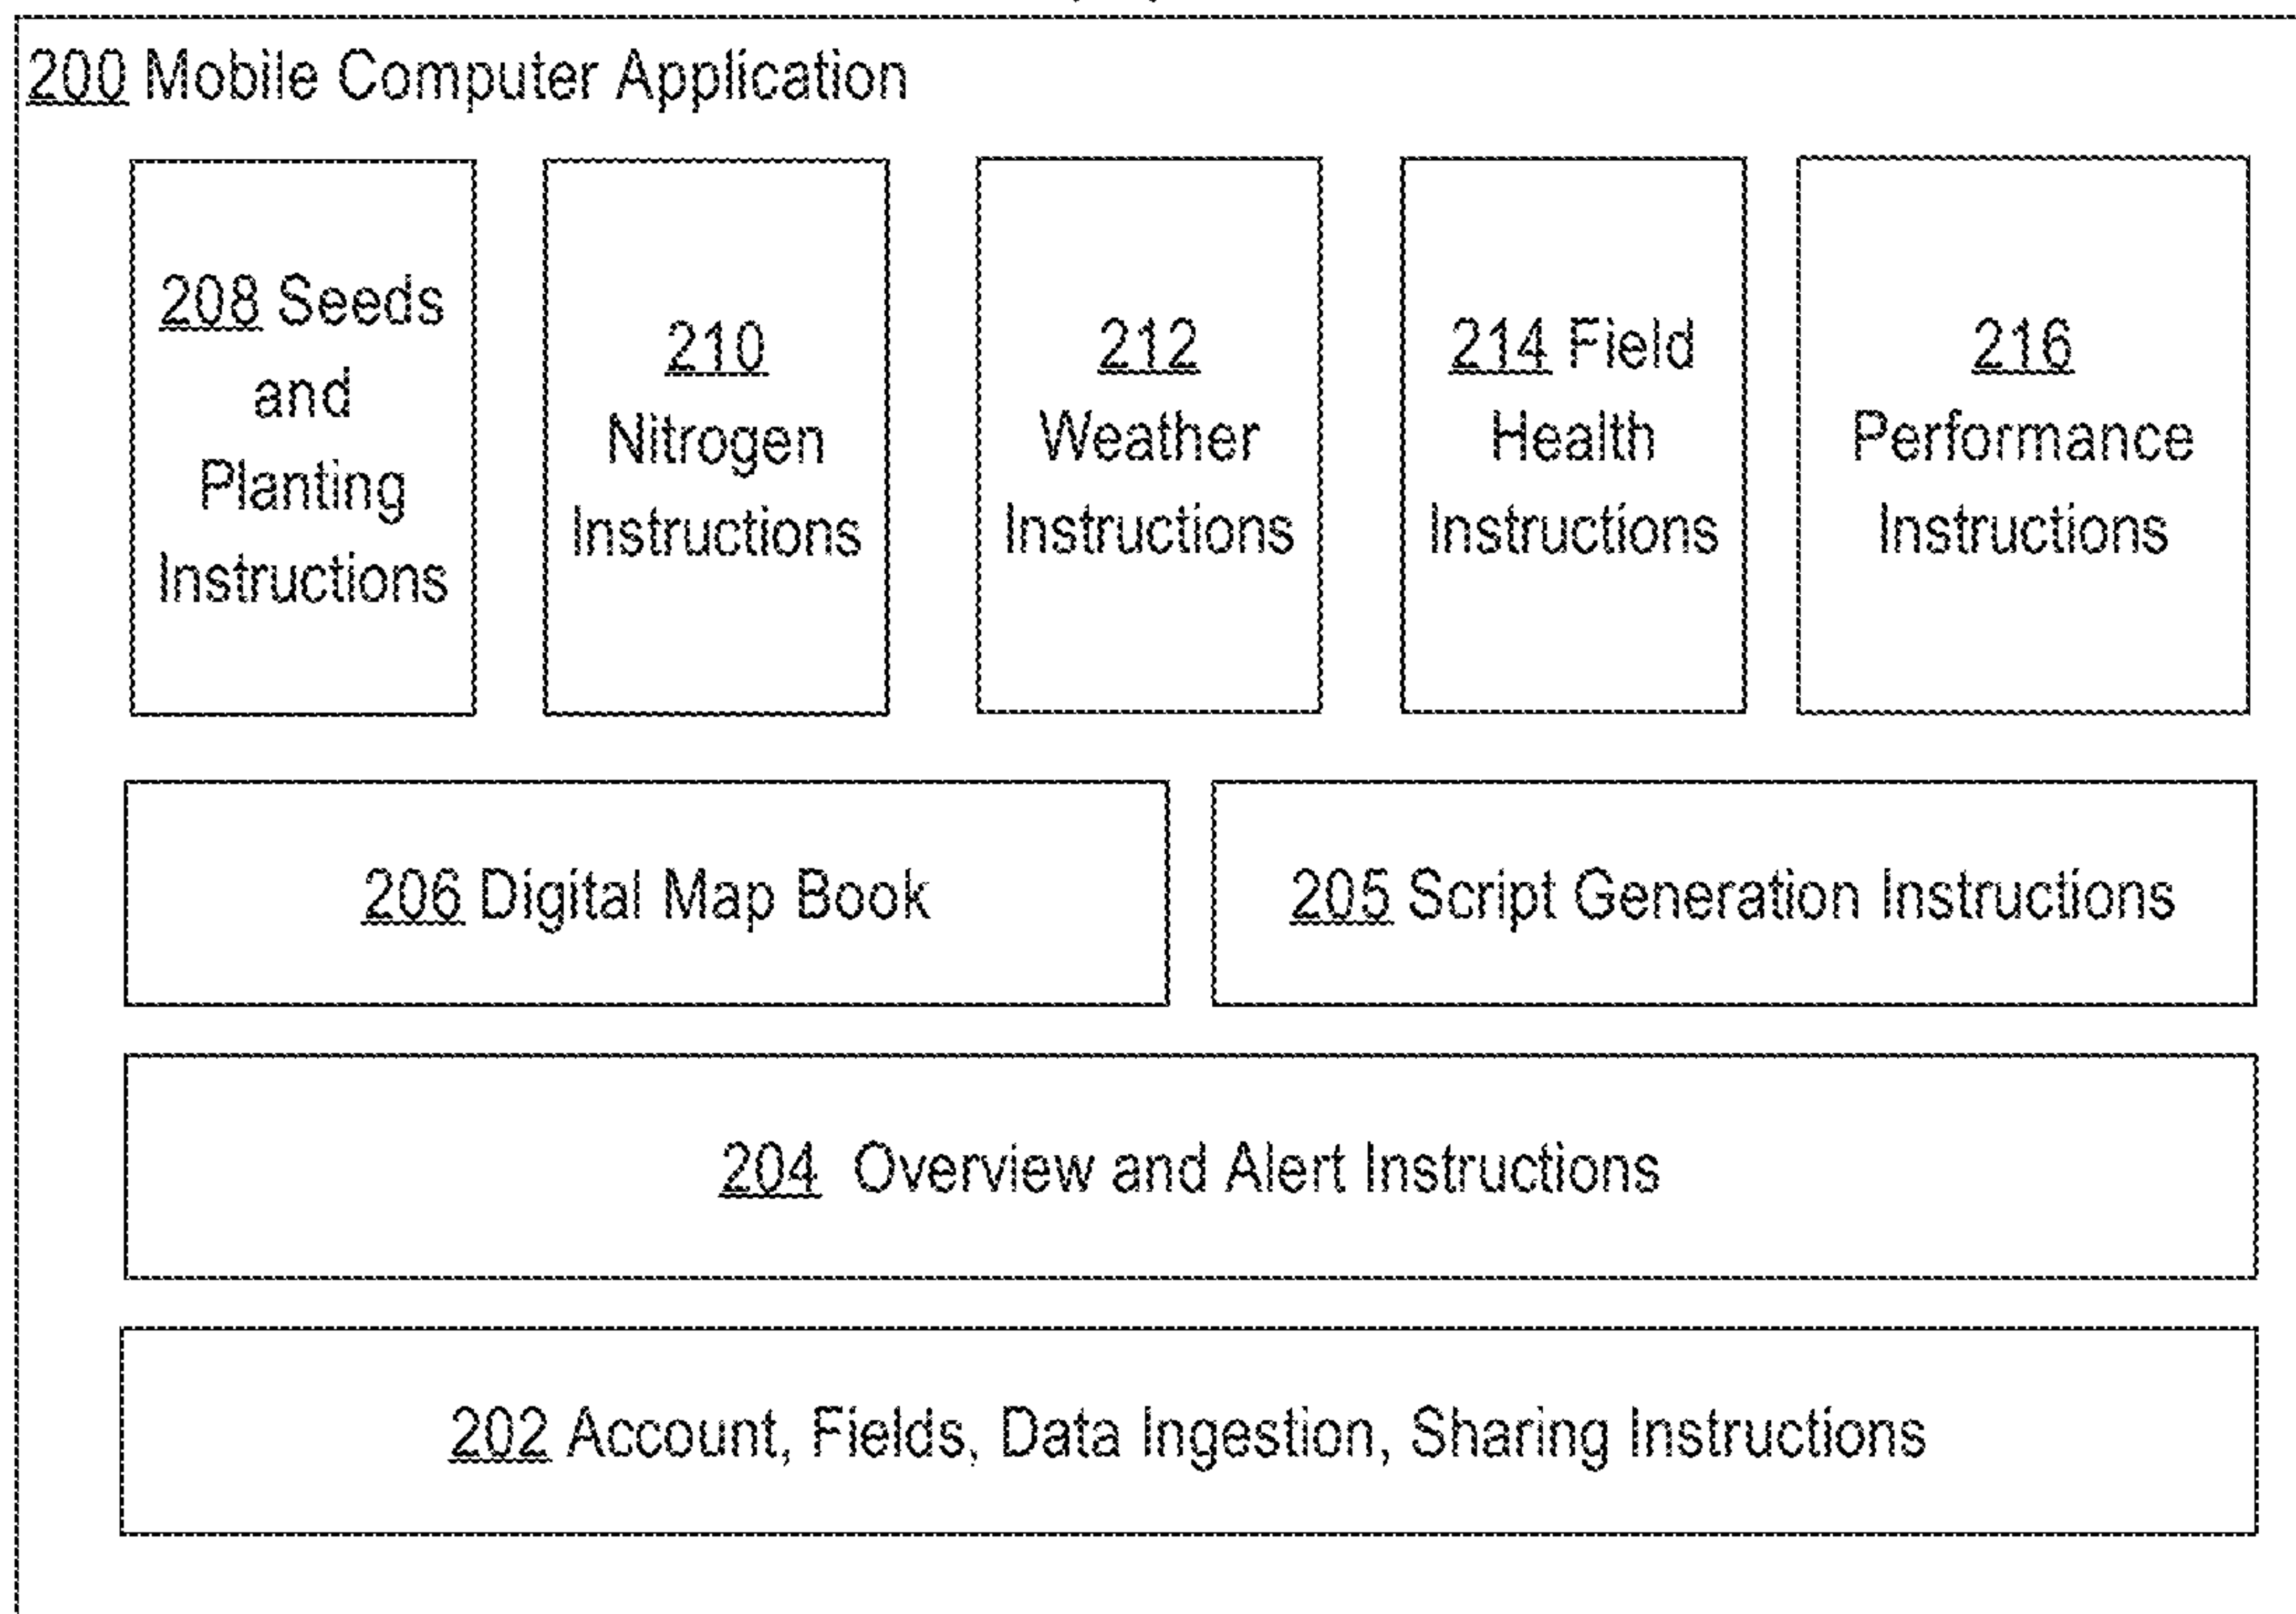 200 Mobile Computer Application
208 Seeds
and
Planting
Instructions
210
Nitrogen
Instructions
212
Weather
Instructions
214 Field
Health
Instructions
216
Performance
Instructions
206 Digital Map Book
205 Script Generation Instructions
204 Overview and Alert Instructions
202 Account, Fields, Data Ingestion, Sharing Instructions